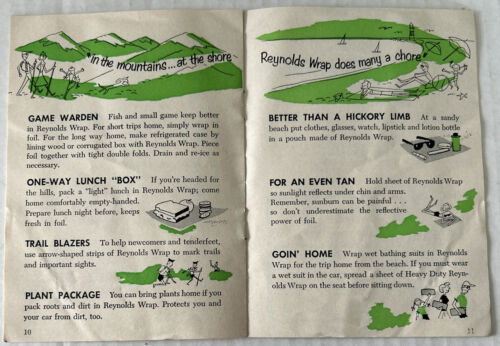 "in the mountains...at the shore
GAME WARDEN Fish and small game keep better
in Reynolds Wrap. For short trips home, simply wrap in
foil. For the long way home, make refrigerated case by
lining wood or corrugated box with Reynolds Wrap. Piece
foil together with tight double folds. Drain and re-ice as
necessary.
ONE-WAY LUNCH "BOX" If you're headed for
the hills, pack a "light" lunch in Reynolds Wrap; come
home comfortably empty-handed.
Prepare lunch night before, keeps
fresh in foil.
TRAIL BLAZERS To help newcomers and tenderfeet,
use arrow-shaped strips of Reynolds Wrap to mark trails
and important sights.
PLANT PACKAGE You can bring plants home if you
pack roots and dirt in Reynolds Wrap. Protects you and
your car from dirt, too.
10
Reynolds Wrap does many a chore"
BETTER THAN A HICKORY LIMB At a sandy
beach put clothes, glasses, watch, lipstick and lotion bottle
in a pouch made of Reynolds Wrap.
FOR AN EVEN TAN Hold sheet of Reynolds Wrap
so sunlight reflects under chin and arms.
Remember, sunburn can be painful . . .
so don't underestimate the reflective
power of foil.
GOIN' HOME Wrap wet bathing suits in Reynolds
Wrap for the trip home from the beach. If you must wear
a wet suit in the car, spread a sheet of Heavy Duty Reyn-
olds Wrap on the seat before sitting down.
11